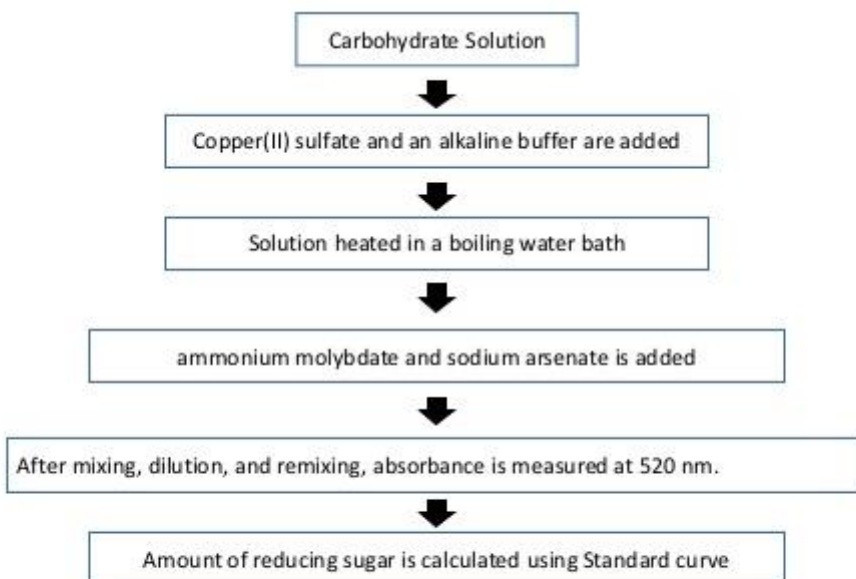 Carbohydrate Solution
Copper(II) sulfate and an alkaline buffer are added
Solution heated in a boiling water bath
ammonium molybdate and sodium arsenate is added
After mixing, dilution, and remixing, absorbance is measured at 520 nm.
Amount of reducing sugar is calculated using Standard curve